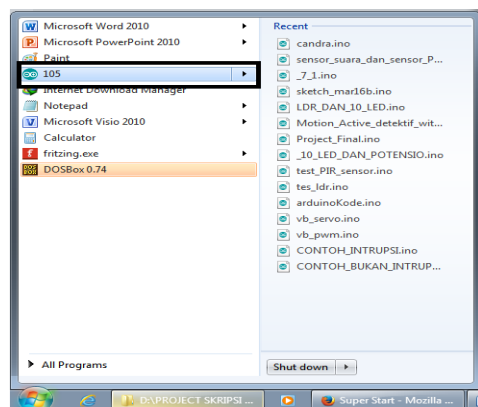 Microsoft Word 2010
Microsoft PowerPoint 2010
Paint
105
Internet Download Manager
Notepad
Microsoft Visio 2010
Calculator
fritzing.exe
DOSBox 0.74
All Programs
Recent
candra.ino
sensor_suara_dan_sensor_P...
_7_1.ino
sketch_mar16b.ino
LDR_DAN_10_LED.ino
Motion_Active_detektif_wit...
Project_Final.ino
_10_LED_DAN_POTENSIO.ino
test_PIR_sensor.ino
tes_ldr.ino
arduinoKode.ino
vb_servo.ino
vb_pwm.ino
CONTOH_INTRUPSI.ino
CONTOH_BUKAN_INTRUP...
Shut down
D:\PROJECT SKRIPSI ...
Super Start - Mozilla ...